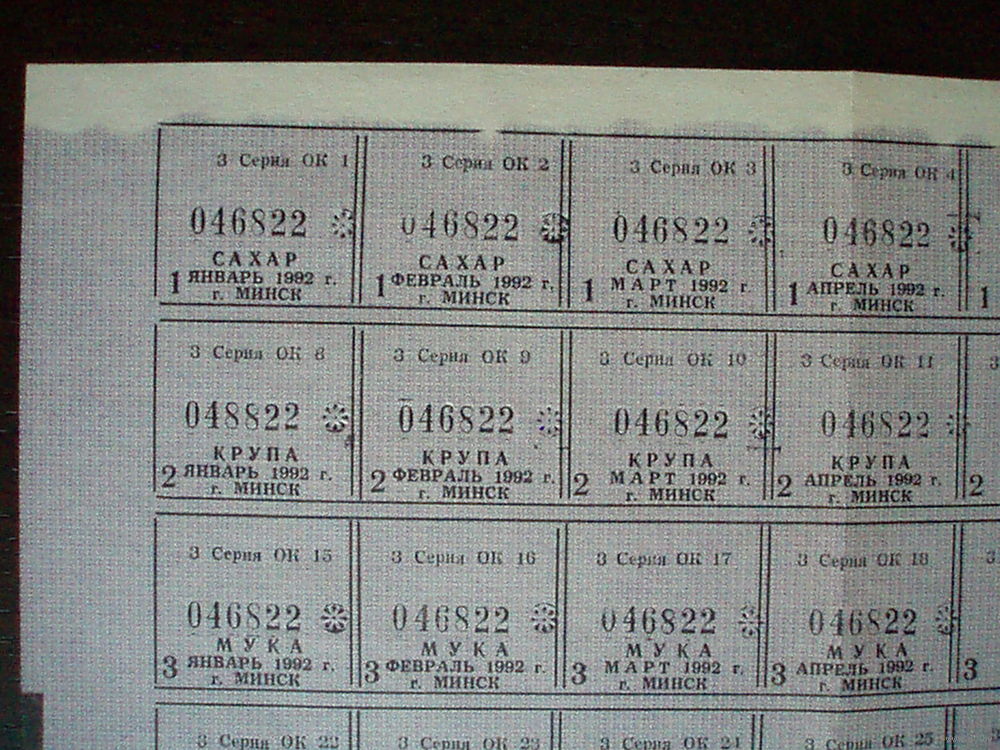 3 Серия ОК 1
046822
САХАР
1 ЯНВАРЬ 1992 г.
г. МИНСК
3 Серия ОК 2
046822
САХАР
1 ФЕВРАЛЬ 1992 г.
г. МИНСК
3 Серия ОК 3
046822
САХАР
1 МАРТ 1992 г.
г. МИНСК
3 Серия ОК 4
046822
САХАР
1 АПРЕЛЬ 1992 г.
г. МИНСК
1
3 Серия ОК 8
048822
КРУПА
2 ЯНВАРЬ 1992 г.
г. МИНСК
3 Серия ОК 9
046822
КРУПА
2 ФЕВРАЛЬ 1992 г.
г. МИНСК
3 Серия ОК 10
046822
КРУПА
2 МАРТ 1992 г.
г. МИНСК
3 Серия ОК 11
046822
КРУПА
2 АПРЕЛЬ 1992 г.
г. МИНСК
3
2
3 Серия ОК 15
046822
МУКА
3 ЯНВАРЬ 1992 г.
г. МИНСК
3 Серия ОК 16
046822
МУКА
3 ФЕВРАЛЬ 1992 г.
г. МИНСК
3 Серия ОК 17
046822
МУКА
3 МАРТ 1992 г.
г. МИНСК
3 Серия ОК 18
046822
МУКА
3 АПРЕЛЬ 1992 г.
г. МИНСК
3
3
3 Серия ОК 22
3 Серия ОК 23
3 Серия ОК 24
3 Серия ОК 25